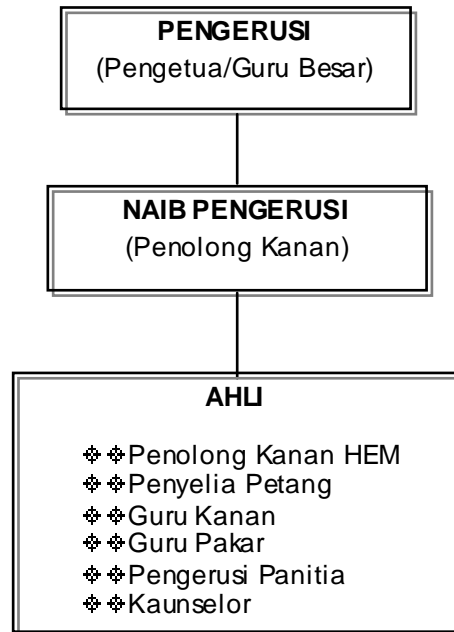 PENGERUSI
(Pengetua/Guru Besar)
NAIB PENGERUSI
(Penolong Kanan)
AHLI
Penolong Kanan HEM
Penyelia Petang
Guru Kanan
Guru Pakar
Pengerusi Panitia
Kaunselor